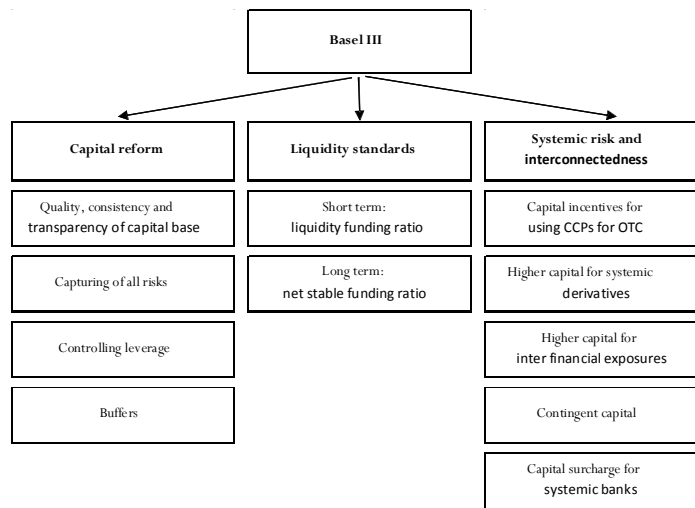 Basel III
Capital reform
Quality, consistency and
transparency of capital base
Capturing of all risks
Controlling leverage
Buffers
Liquidity standards
Short term:
liquidity funding ratio
Long term:
net stable funding ratio
Systemic risk and
interconnectedness
Capital incentives for
using CCPs for OTC
Higher capital for systemic
derivatives
Higher capital for
inter financial exposures
Contingent capital
Capital surcharge for
systemic banks